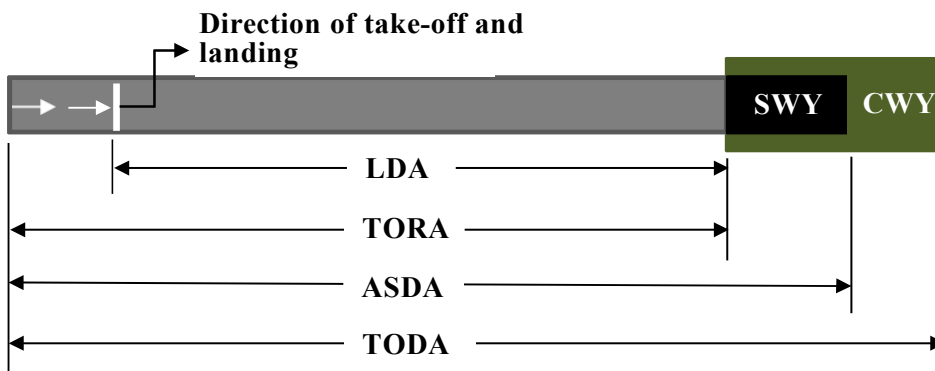 Direction of take-off and
landing
SWY
CWY
LDA
TORA
ASDA
TODA